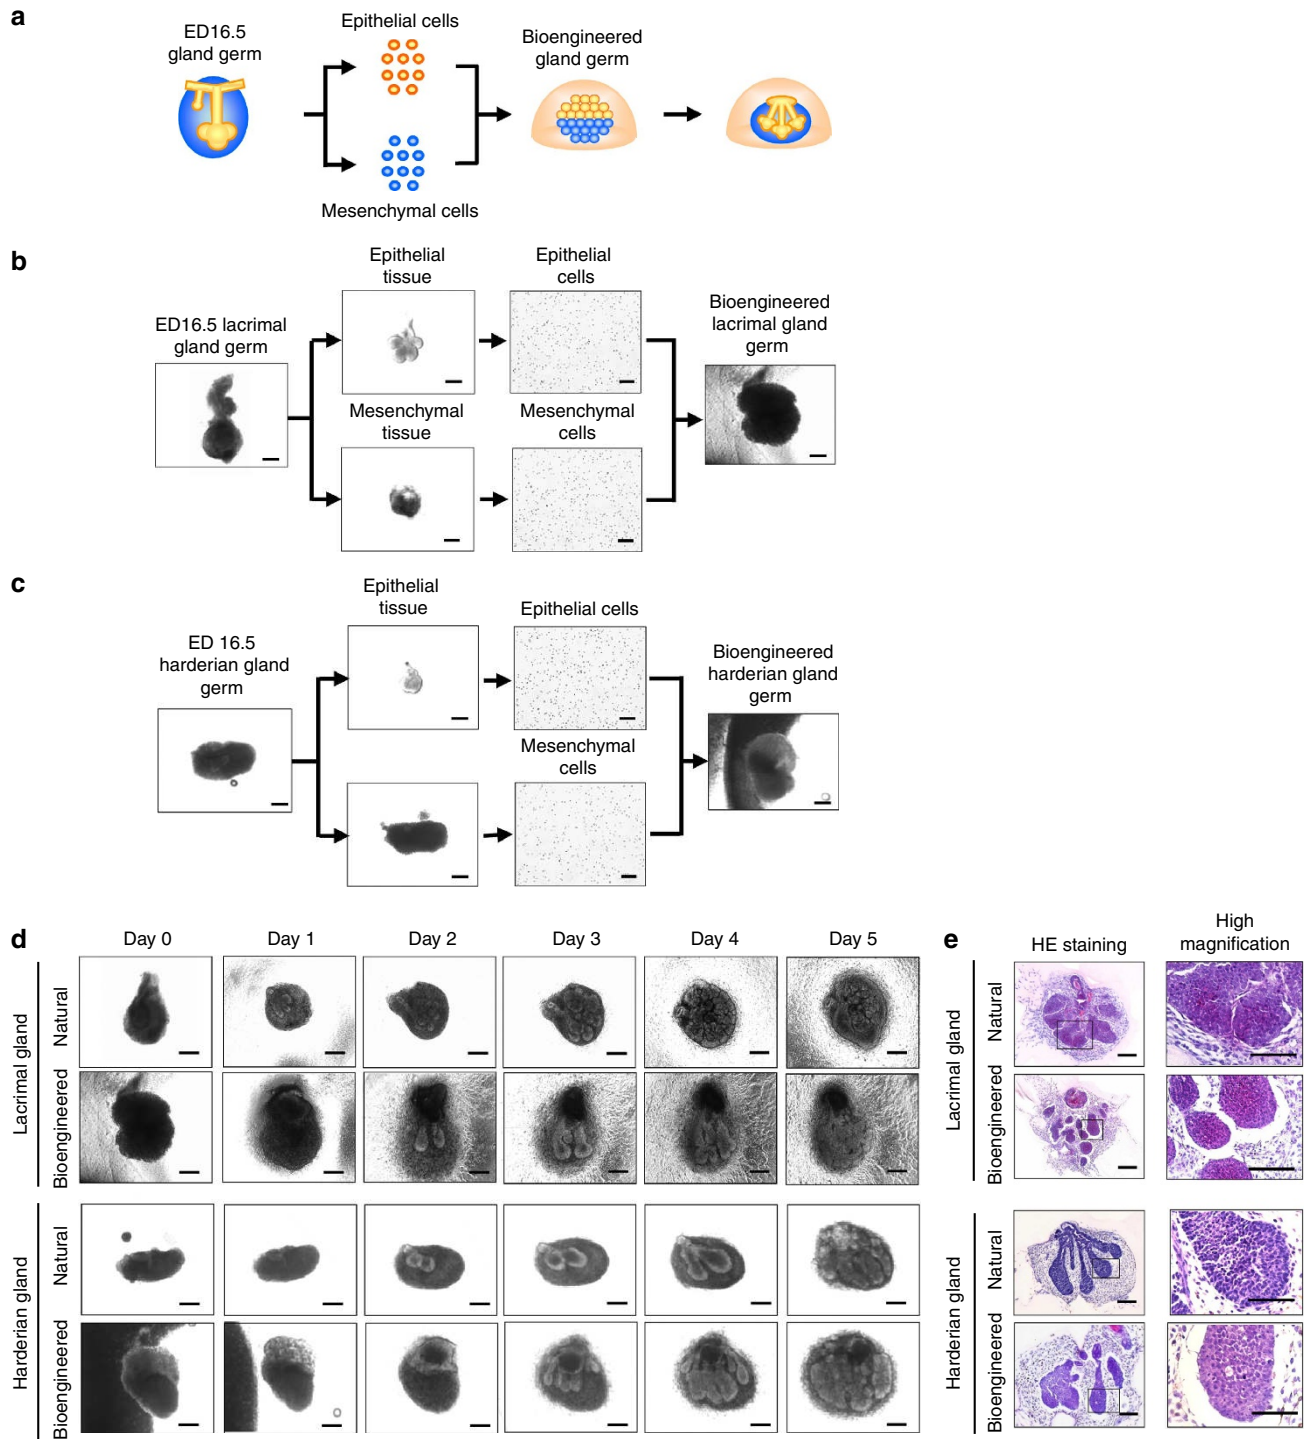 a
ED16.5
gland germ
Epithelial cells
Mesenchymal cells
Bioengineered
gland germ
b
ED16.5 lacrimal
gland germ
Epithelial
tissue
Epithelial
cells
Mesenchymal
tissue
Mesenchymal
cells
Bioengineered
lacrimal gland
germ
c
ED 16.5
harderian gland
germ
Epithelial
tissue
Epithelial cells
Mesenchymal
cells
Bioengineered
harderian gland
germ
d
Day 0
Day 1
Day 2
Day 3
Day 4
Day 5
Lacrimal gland
Natural
Bioengineered
Harderian gland
Natural
Bioengineered
e
HE staining
High
magnification
Lacrimal gland
Natural
Bioengineered
Harderian gland
Natural
Bioengineered